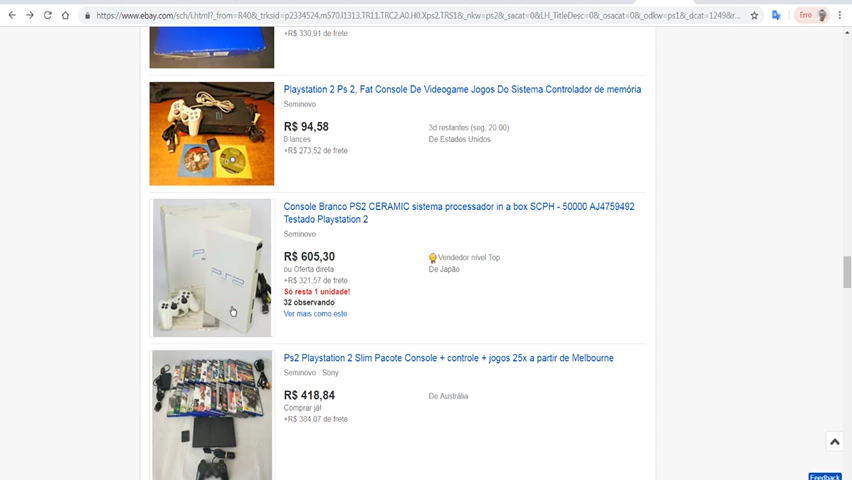 https://www.ebay.com/sch/i.html?_from=R40&_trksid=p2334524.m570.l1313.TR11.TRC2.A0.H0.Xps2.TRS1&_nkw=ps2&_sacat=0&LH_TitleDesc=0&_osacat=0&_odkw=ps1&_dcat=1249&r...
Erro
+R$ 330,91 de frete
Playstation 2 Ps 2, Fat Console De Videogame Jogos Do Sistema Controlador de memória
Seminovo
R$ 94,58
3d restantes (seg, 20:00)
0 lances
De Estados Unidos
+R$ 273,52 de frete
Console Branco PS2 CERAMIC sistema processador in a box SCPH - 50000 AJ4759492
Testado Playstation 2
Seminovo
R$ 605,30
Vendedor nível Top
ou Oferta direta
De Japão
+R$ 321,57 de frete
Só resta 1 unidade!
32 observando
Ver mais como este
PS2
Ps2 Playstation 2 Slim Pacote Console + controle + jogos 25x a partir de Melbourne
Seminovo · Sony
R$ 418,84
De Austrália
Comprar já!
+R$ 384,07 de frete
Feedback